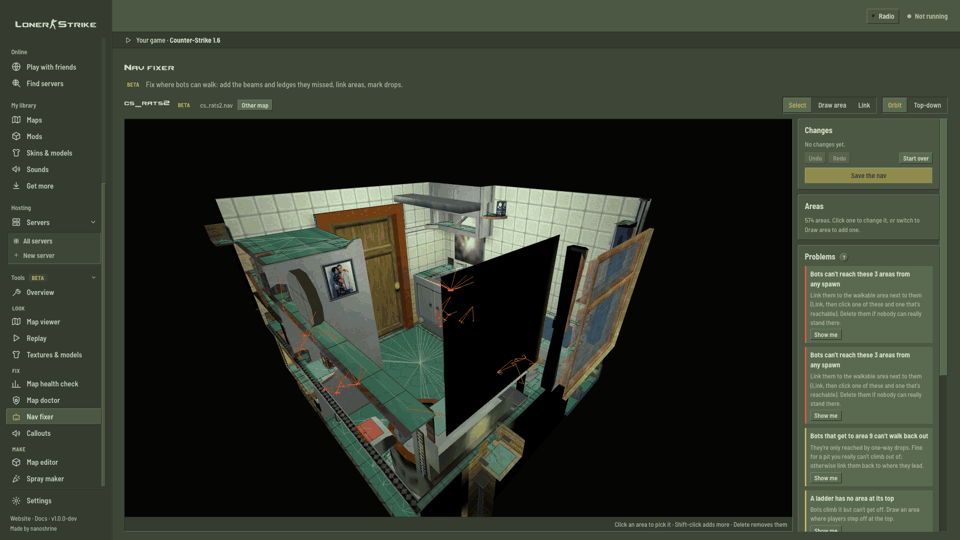 LONER STRIKE
Radio
Not running
Your game · Counter-Strike 1.6
Online
Play with friends
Find servers
My library
Maps
Mods
Skins & models
Sounds
Get more
Hosting
Servers
All servers
New server
Tools BETA
Overview
LOOK
Map viewer
Replay
Textures & models
FIX
Map health check
Map doctor
Nav fixer
Callouts
MAKE
Map editor
Spray maker
Settings
Website · Docs · v1.0.0-dev
Made by nanoshrine
NAV FIXER
BETA Fix where bots can walk: add the beams and ledges they missed, link areas, mark drops.
CS_RATS2 BETA cs_rats2.nav Other map
Select Draw area Link Orbit Top-down
Click an area to pick it · Shift-click adds more · Delete removes them
Changes
No changes yet.
Undo Redo Start over
Save the nav
Areas
574 areas. Click one to change it, or switch to
Draw area to add one.
Problems
Bots can't reach these 3 areas from
any spawn
Link them to the walkable area next to them
(Link, then click one of these and one that's
reachable). Delete them if nobody can really
stand there.
Show me
Bots can't reach these 3 areas from
any spawn
Link them to the walkable area next to them
(Link, then click one of these and one that's
reachable). Delete them if nobody can really
stand there.
Show me
Bots that get to area 9 can't walk back out
They're only reached by one-way drops. Fine
for a pit you really can't climb out of;
otherwise link them back to where they lead.
Show me
A ladder has no area at its top
Bots climb it but can't get off. Draw an area
where players step off at the top.
Show me